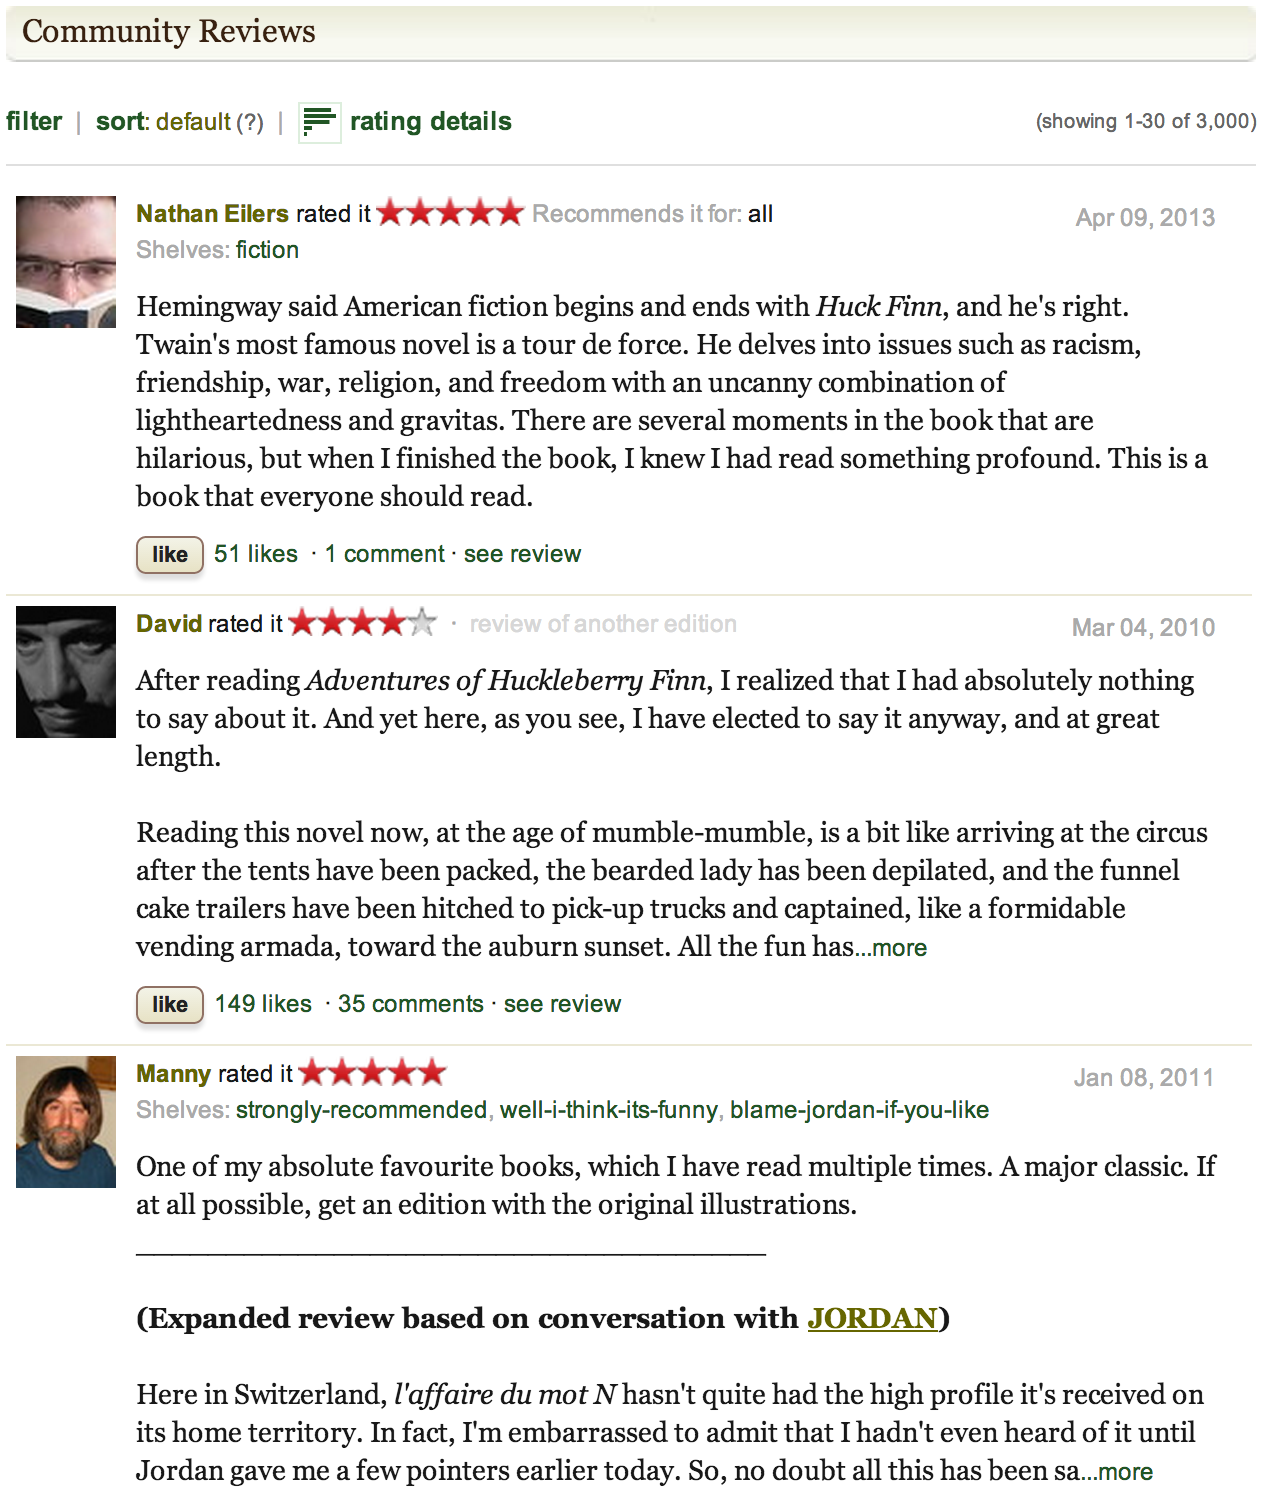 Community Reviews
filter | sort: default (?) | rating details (showing 1-30 of 3,000)
Nathan Eilers rated it Recommends it for: all Apr 09, 2013
Shelves: fiction
Hemingway said American fiction begins and ends with Huck Finn, and he's right.
Twain's most famous novel is a tour de force. He delves into issues such as racism,
friendship, war, religion, and freedom with an uncanny combination of
lightheartedness and gravitas. There are several moments in the book that are
hilarious, but when I finished the book, I knew I had read something profound. This is a
book that everyone should read.
like 51 likes · 1 comment · see review
David rated it · review of another edition Mar 04, 2010
After reading Adventures of Huckleberry Finn, I realized that I had absolutely nothing
to say about it. And yet here, as you see, I have elected to say it anyway, and at great
length.
Reading this novel now, at the age of mumble-mumble, is a bit like arriving at the circus
after the tents have been packed, the bearded lady has been depilated, and the funnel
cake trailers have been hitched to pick-up trucks and captained, like a formidable
vending armada, toward the auburn sunset. All the fun has...more
like 149 likes · 35 comments · see review
Manny rated it Jan 08, 2011
Shelves: strongly-recommended, well-i-think-its-funny, blame-jordan-if-you-like
One of my absolute favourite books, which I have read multiple times. A major classic. If
at all possible, get an edition with the original illustrations.
(Expanded review based on conversation with JORDAN)
Here in Switzerland, l'affaire du mot N hasn't quite had the high profile it's received on
its home territory. In fact, I'm embarrassed to admit that I hadn't even heard of it until
Jordan gave me a few pointers earlier today. So, no doubt all this has been sa...more